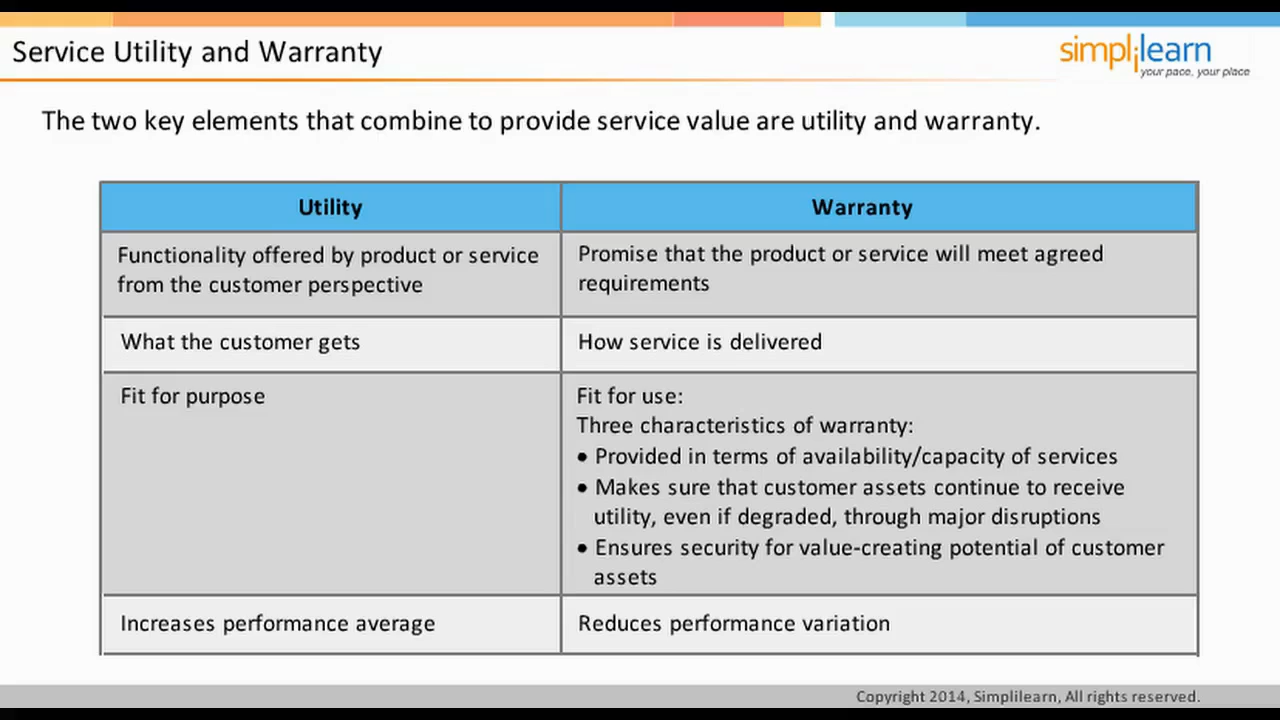 Service Utility and Warranty
simplilearn
your pace, your place
The two key elements that combine to provide service value are utility and warranty.
Utility
Warranty
Functionality offered by product or service
from the customer perspective
Promise that the product or service will meet agreed
requirements
What the customer gets
How service is delivered
Fit for purpose
Fit for use:
Three characteristics of warranty:
• Provided in terms of availability/capacity of services
• Makes sure that customer assets continue to receive
utility, even if degraded, through major disruptions
• Ensures security for value-creating potential of customer
assets
Increases performance average
Reduces performance variation
Copyright 2014, Simplilearn, All rights reserved.